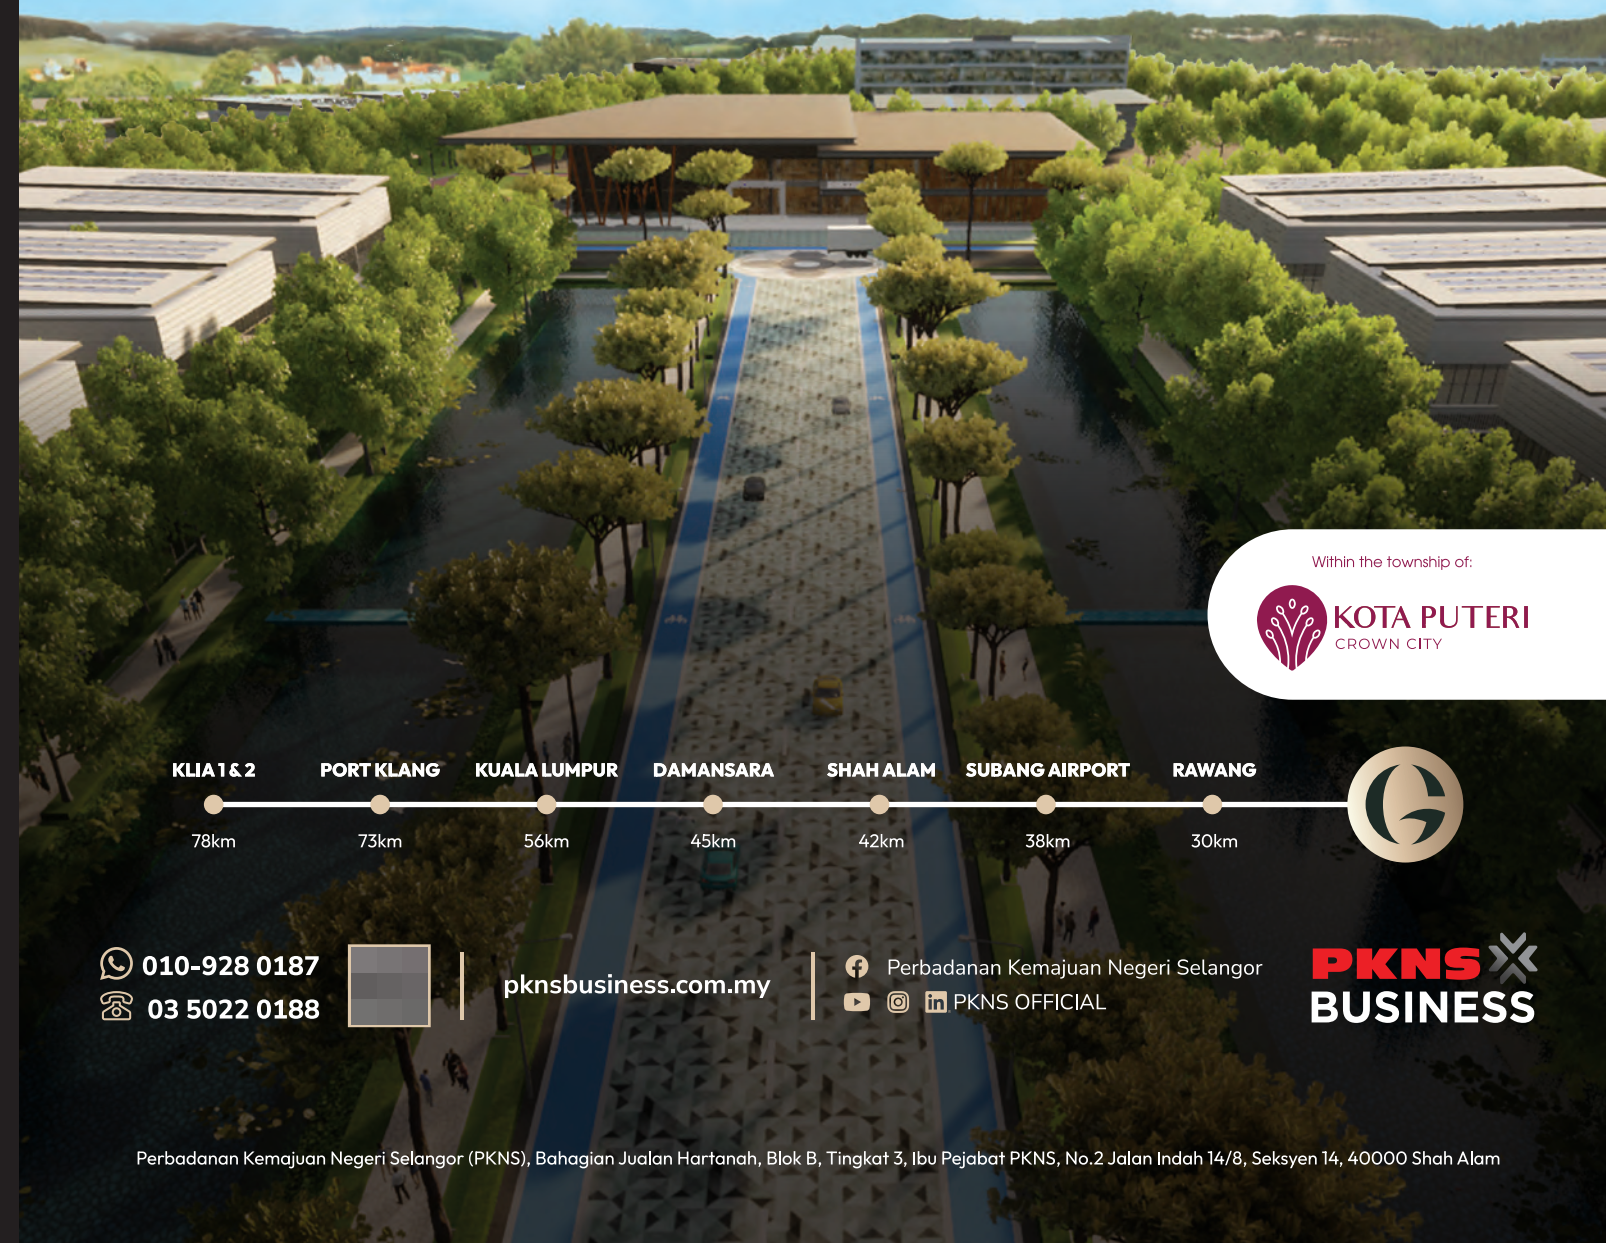 Within the township of:
KOTA PUTERI
CROWN CITY
KLIA 1 & 2
PORT KLANG
KUALA LUMPUR
DAMANSARA
SHAH ALAM
SUBANG AIRPORT
RAWANG
78km
73km
56km
45km
42km
38km
30km
010-928 0187
03 5022 0188
pknsbusiness.com.my
Perbadanan Kemajuan Negeri Selangor
in PKNS OFFICIAL
PKNS
BUSINESS
Perbadanan Kemajuan Negeri Selangor (PKNS), Bahagian Jualan Hartanah, Blok B, Tingkat 3, Ibu Pejabat PKNS, No.2 Jalan Indah 14/8, Seksyen 14, 40000 Shah Alam